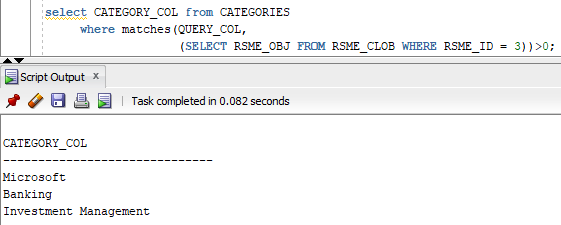 select CATEGORY_COL from CATEGORIES
where matches(QUERY_COL,
(SELECT RSME_OBJ FROM RSME_CLOB WHERE RSME_ID = 3))>0;
Script Output x
Task completed in 0.082 seconds
CATEGORY_COL
------------------------------
Microsoft
Banking
Investment Management